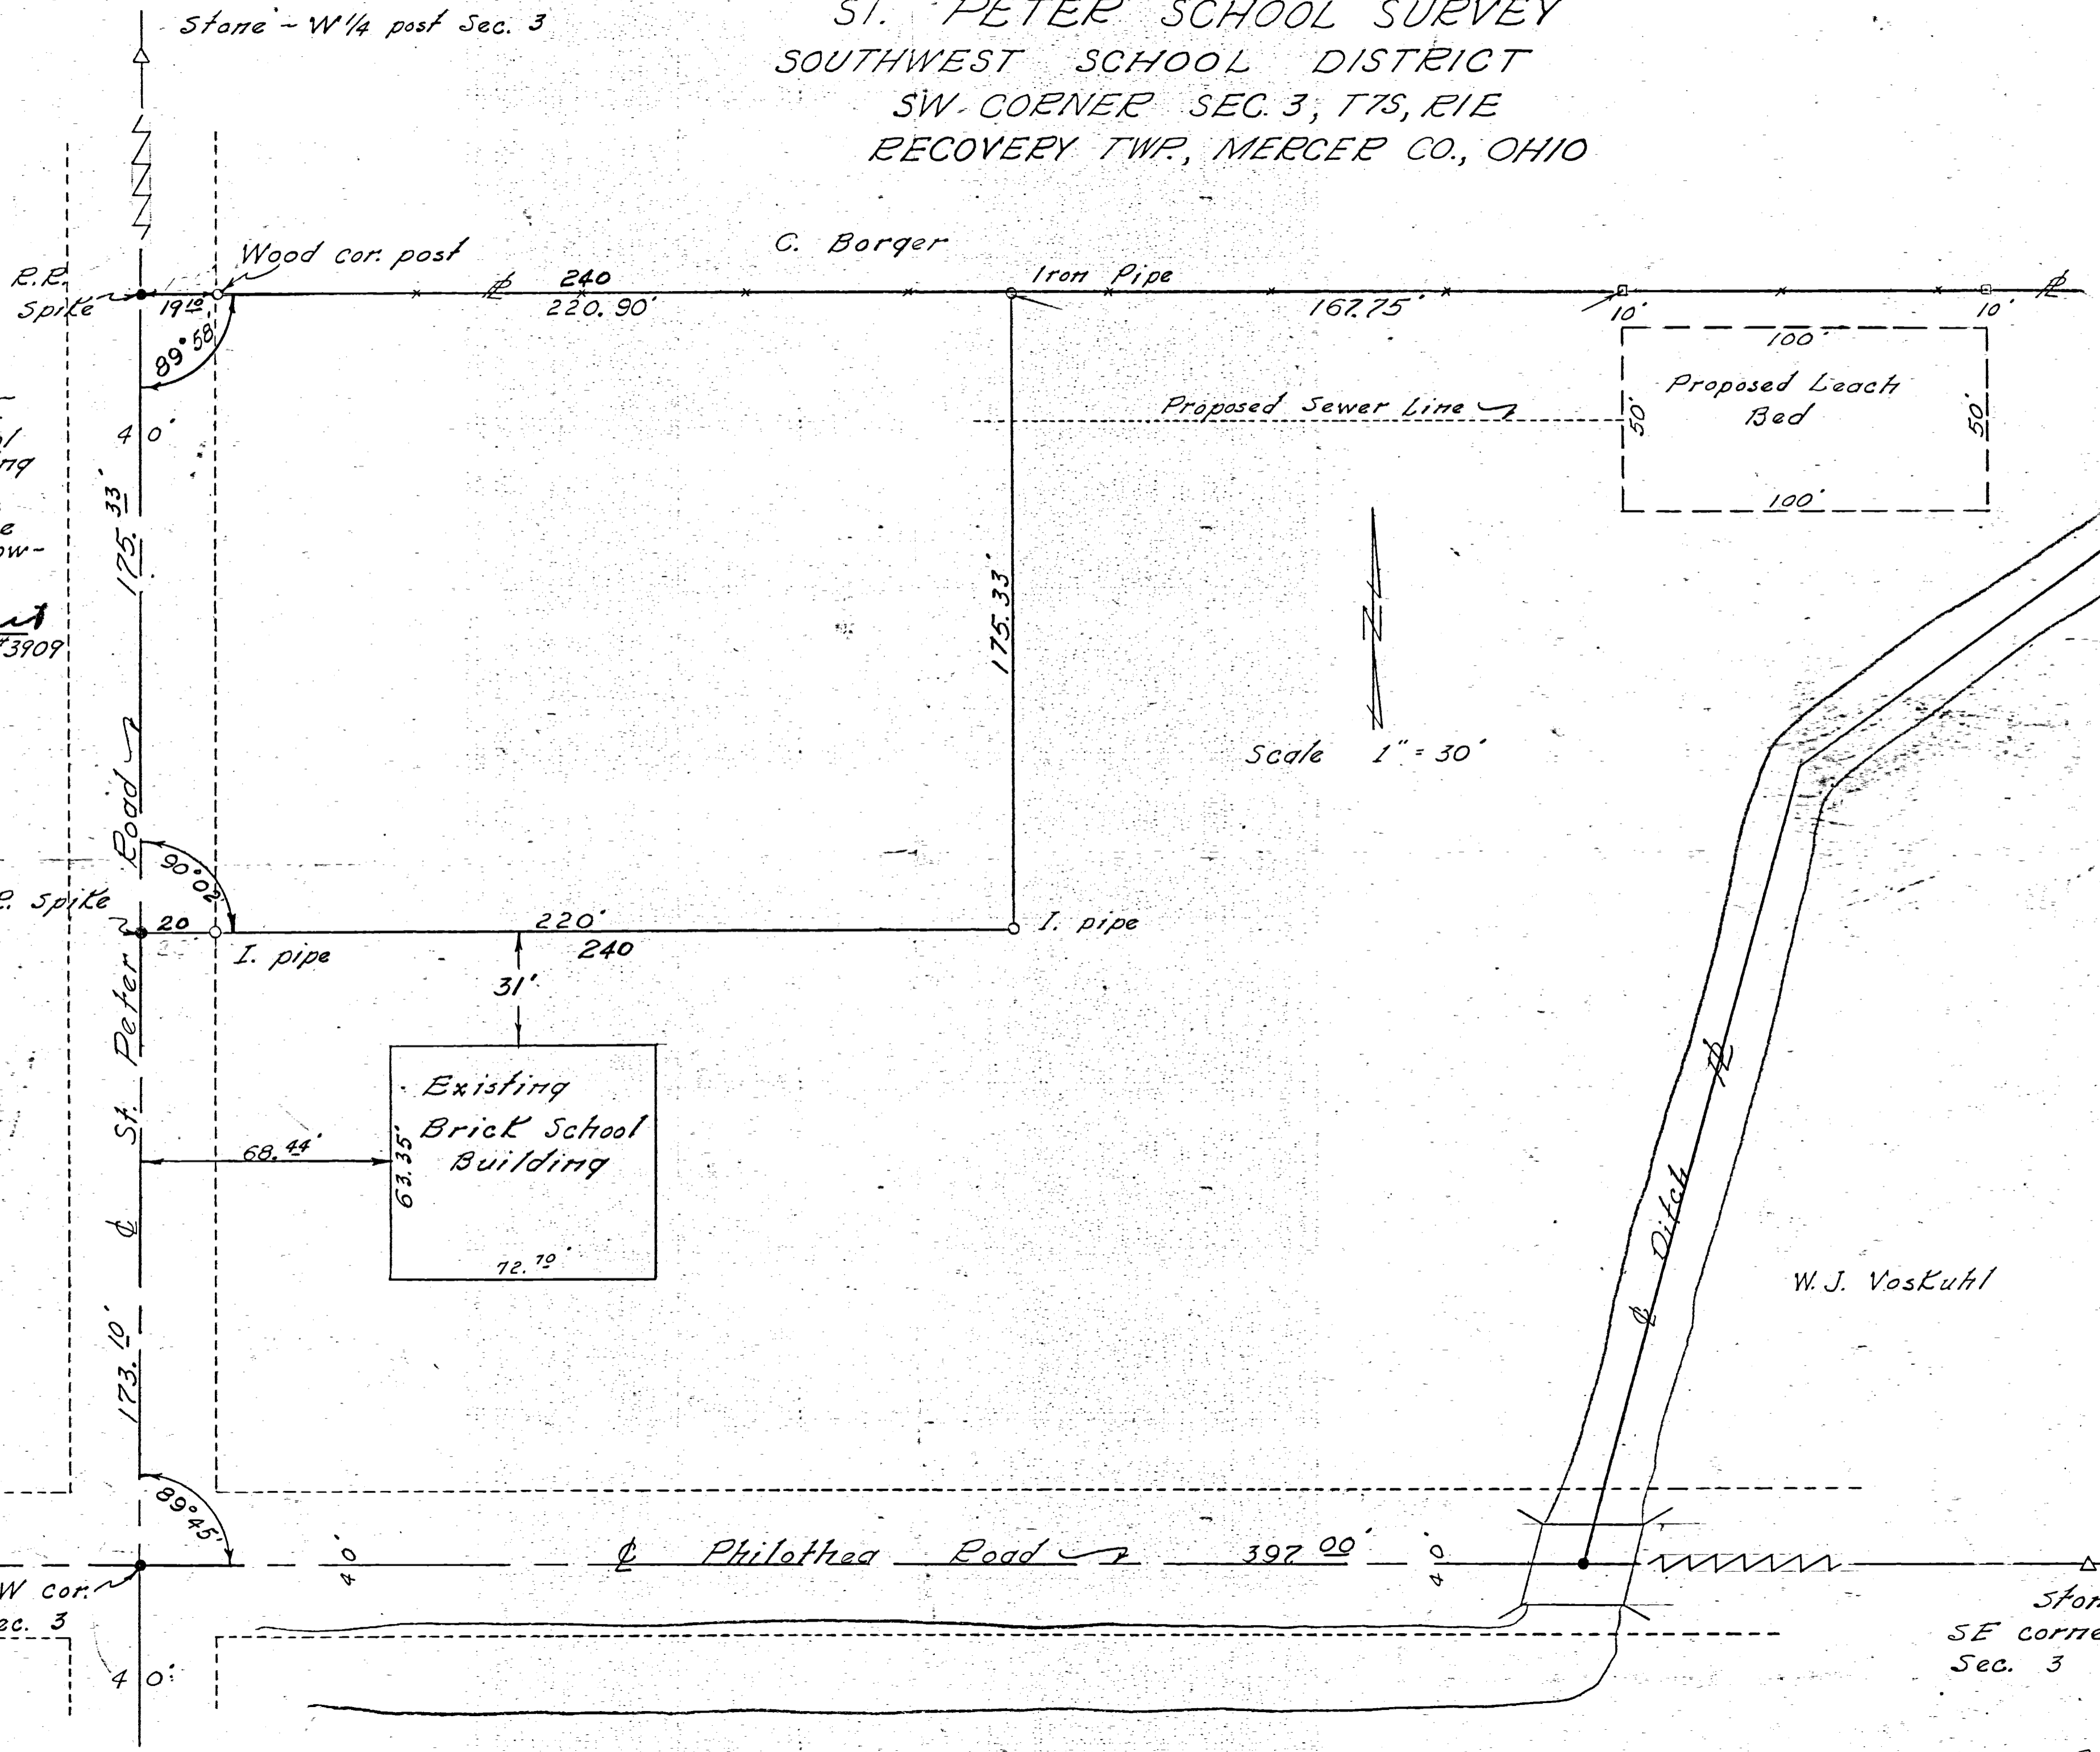 Stone - W 1/4 post Sec. 3
ST. PETER SCHOOL SURVEY
SOUTHWEST SCHOOL DISTRICT
SW CORNER SEC. 3, T7S, R1E
RECOVERY TWP., MERCER CO., OHIO
C. Borger
Wood cor. post
R.R.
Spike
19.10
240
220.90'
Iron Pipe
167.75'
10'
10'
89°58'
100'
Proposed Leach
Bed
50'
50'
100'
Proposed Sewer Line
40'
175.33'
175.33'
#3909
Scale 1" = 30'
90°02'
Spike
20
I. pipe
220'
240
I. pipe
31'
St. Peter Road
Existing
Brick School
Building
68.44'
63.35'
72.70'
℄
℄ Ditch
W. J. Voskuhl
173.10'
89°45'
40'
℄ Philothea Road
397.00'
40'
W cor.
Sec. 3
40'
SE corne
Sec. 3